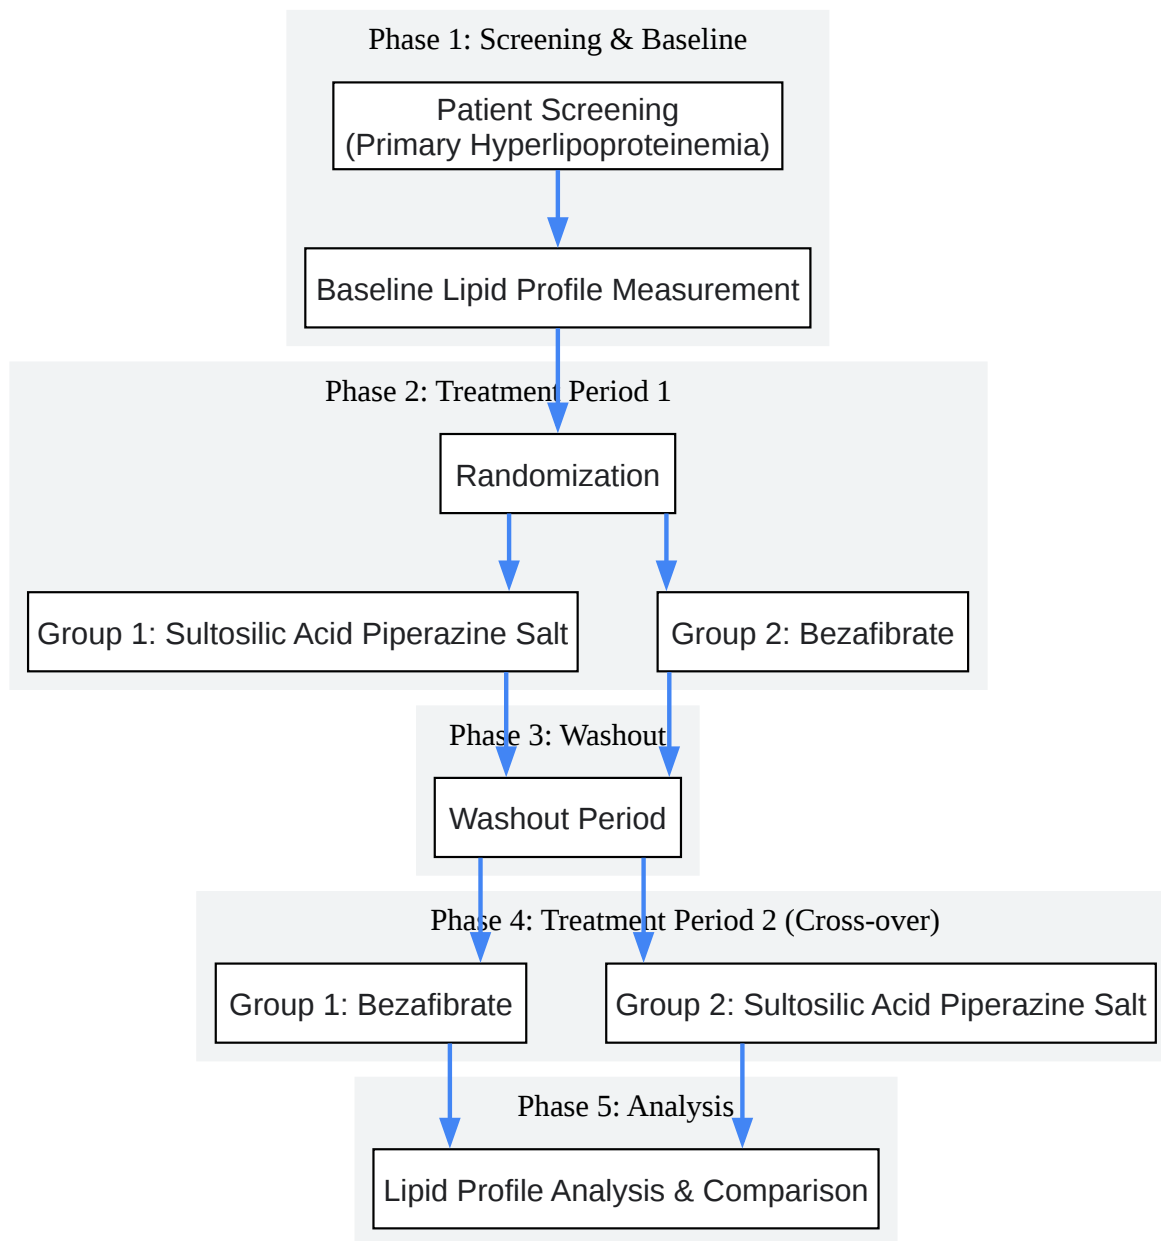 Phase 1: Screening & Baseline
Patient Screening
(Primary Hyperlipoproteinemia)
Baseline Lipid Profile Measurement
Phase 2: Treatment Period 1
Randomization
Group 1: Sultosilic Acid Piperazine Salt
Group 2: Bezafibrate
Phase 3: Washout
Washout Period
Phase 4: Treatment Period 2 (Cross-over)
Group 1: Bezafibrate
Group 2: Sultosilic Acid Piperazine Salt
Phase 5: Analysis
Lipid Profile Analysis & Comparison